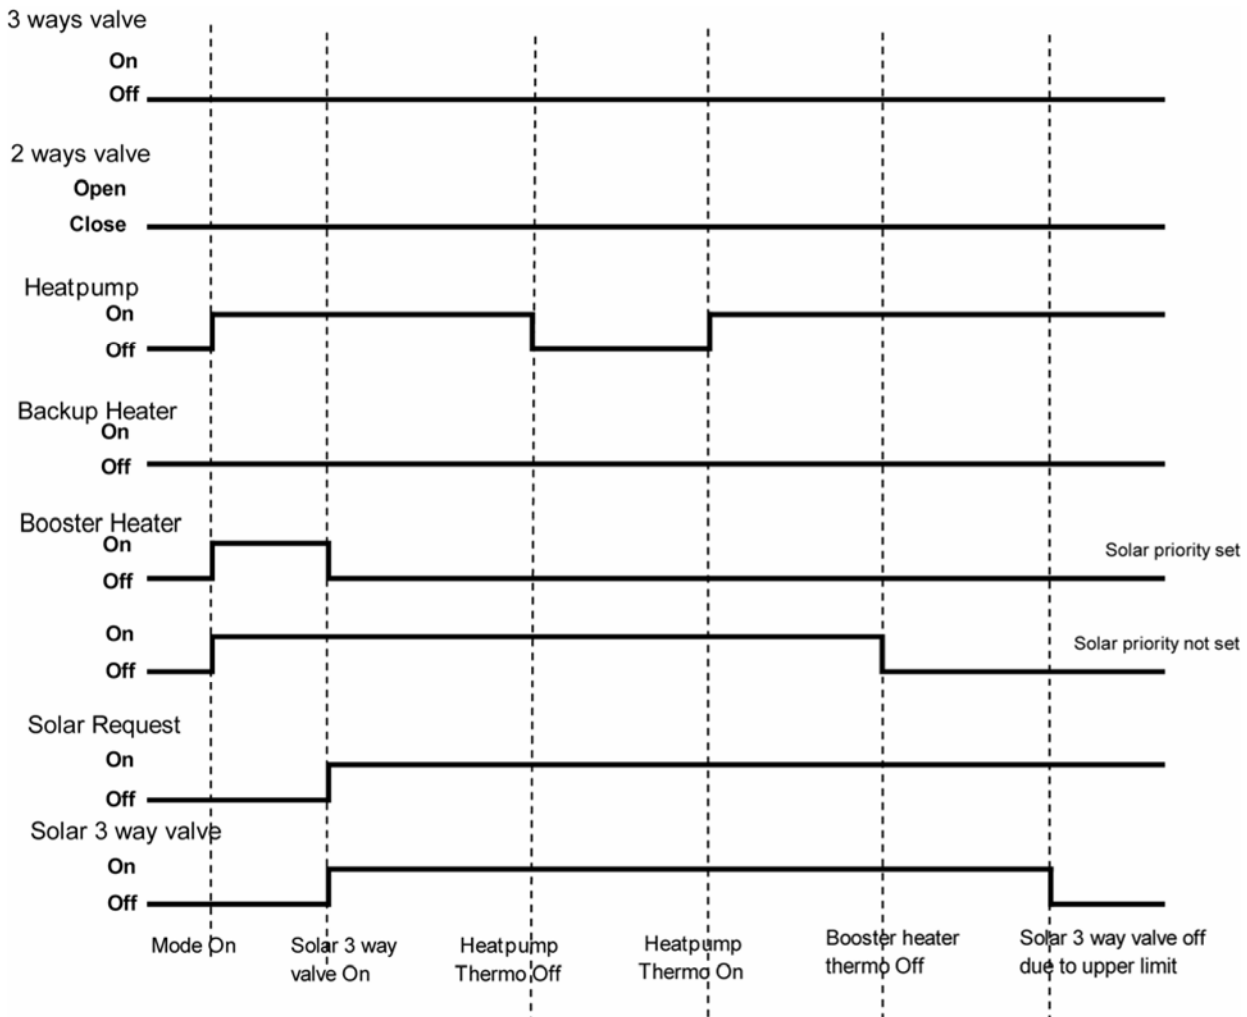 3 ways valve
On
Off
2 ways valve
Open
Close
Heatpump
On
Off
Backup Heater
On
Off
Booster Heater
On
Solar priority set
Off
On
Solar priority not set
Off
Solar Request
On
Off
Solar 3 way valve
On
Off
Mode On
Solar 3 way
valve On
Heatpump
Thermo Off
Heatpump
Thermo On
Booster heater
thermo Off
Solar 3 way valve off
due to upper limit